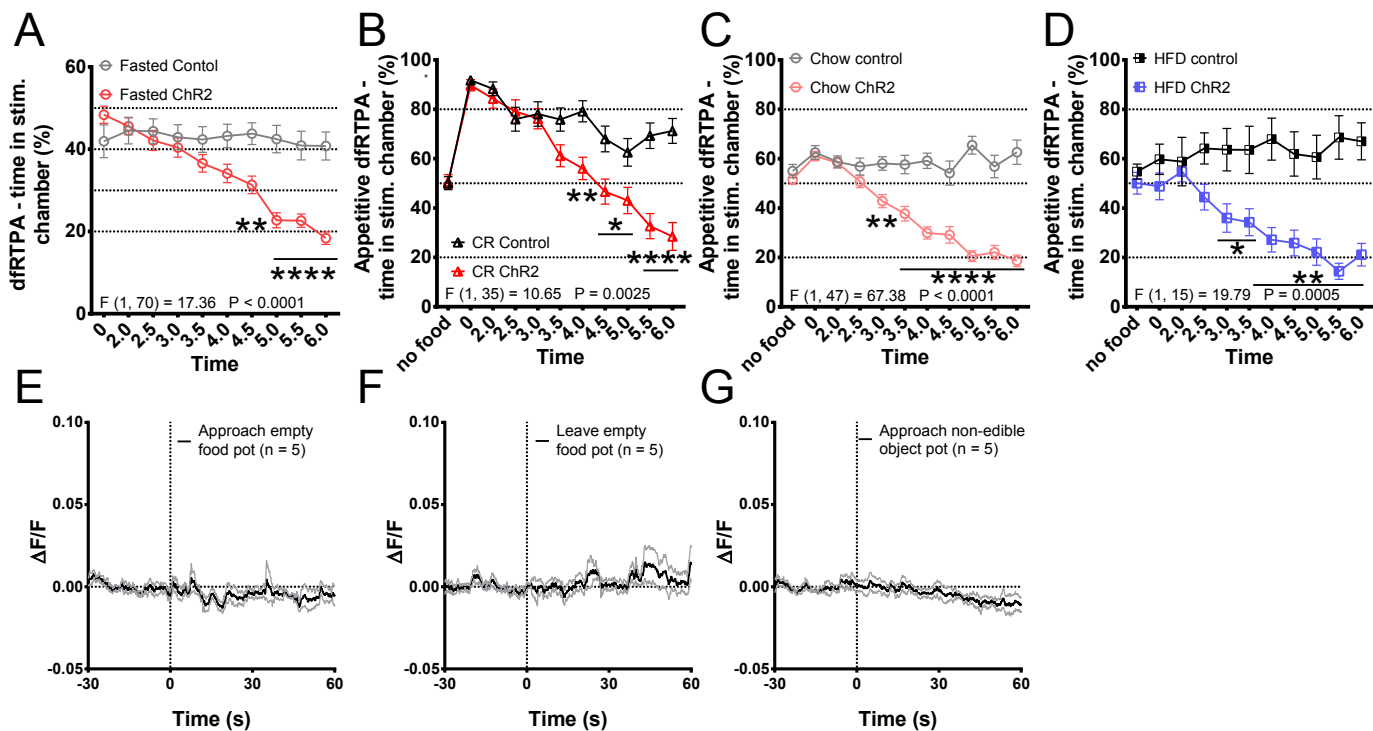 A
dfRTPA - time in stim.
chamber (%)
60
40
20
0
Fasted Contol
Fasted ChR2
**
****
F (1, 70) = 17.36 P < 0.0001
0
2.0
2.5
3.0
3.5
4.0
4.5
5.0
5.5
6.0
Time
B
Appetitive dfRTPA -
time in stim. chamber (%)
100
80
60
40
20
0
*
**
*
****
CR Control
CR ChR2
F (1, 35) = 10.65 P = 0.0025
no food
0
2.0
2.5
3.0
3.5
4.0
4.5
5.0
5.5
6.0
Time
C
Appetitive dfRTPA -
time in stim. chamber (%)
100
80
60
40
20
0
Chow control
Chow ChR2
**
****
F (1, 47) = 67.38 P < 0.0001
no food
0
2.0
2.5
3.0
3.5
4.0
4.5
5.0
5.5
6.0
Time
D
Appetitive dfRTPA -
time in stim. chamber (%)
100
80
60
40
20
0
HFD control
HFD ChR2
*
**
F (1, 15) = 19.79 P = 0.0005
no food
0
2.0
2.5
3.0
3.5
4.0
4.5
5.0
5.5
6.0
Time
E
ΔF/F
0.10
0.05
0.00
-0.05
Approach empty
food pot (n = 5)
-30
0
30
60
Time (s)
F
ΔF/F
0.10
0.05
0.00
-0.05
Leave empty
food pot (n = 5)
-30
0
30
60
Time (s)
G
ΔF/F
0.10
0.05
0.00
-0.05
Approach non-edible
object pot (n = 5)
-30
0
30
60
Time (s)